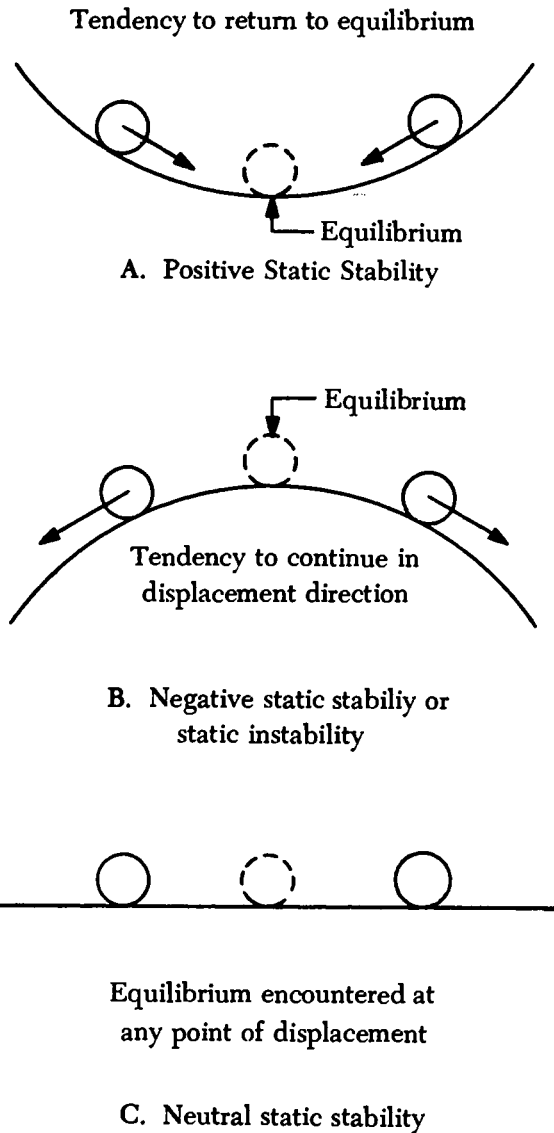 Tendency to return to equilibrium
Equilibrium
A. Positive Static Stability
Equilibrium
Tendency to continue in
displacement direction
B. Negative static stabiliy or
static instability
Equilibrium encountered at
any point of displacement
C. Neutral static stability